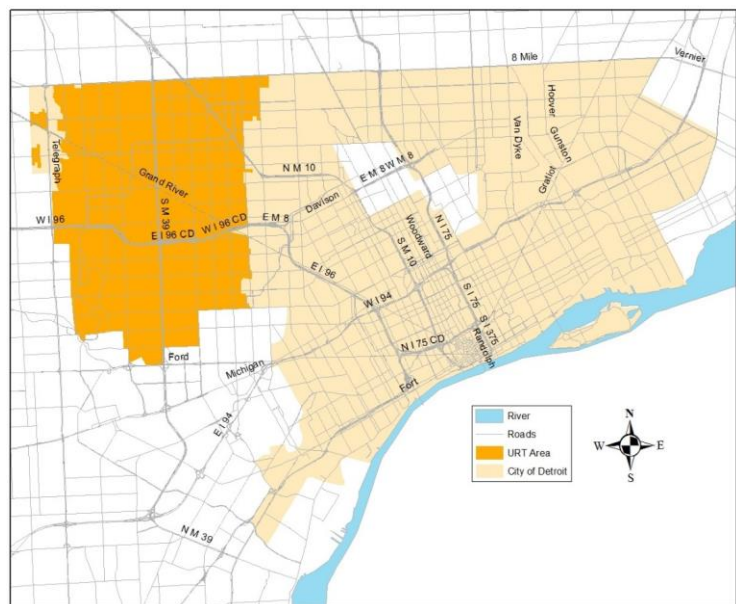 8 Mile
Vernier
Hoover
Gunston
Van Dyke
Gratiot
Telegraph
Grand River
S M 39
N M 10
E M 8 W M 8
Davison
W I 96
E I 96 CD
W I 96 CD
E M 8
Woodward
S M 10
N I 75
E I 96
W I 94
S I 75
S I 375
Randolph
N I 75 CD
Ford
Michigan
Fort
E I 94
N M 39
River
Roads
URT Area
City of Detroit
N
W
E
S